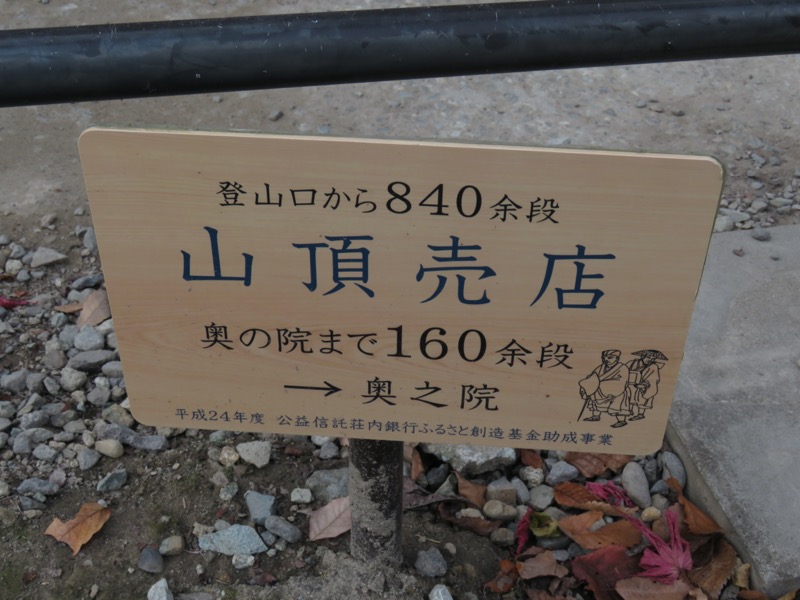 登山口から840余段
山頂売店
奥の院まで160余段
→ 奥之院
平成24年度 公益信託荘内銀行ふるさと創造基金助成事業